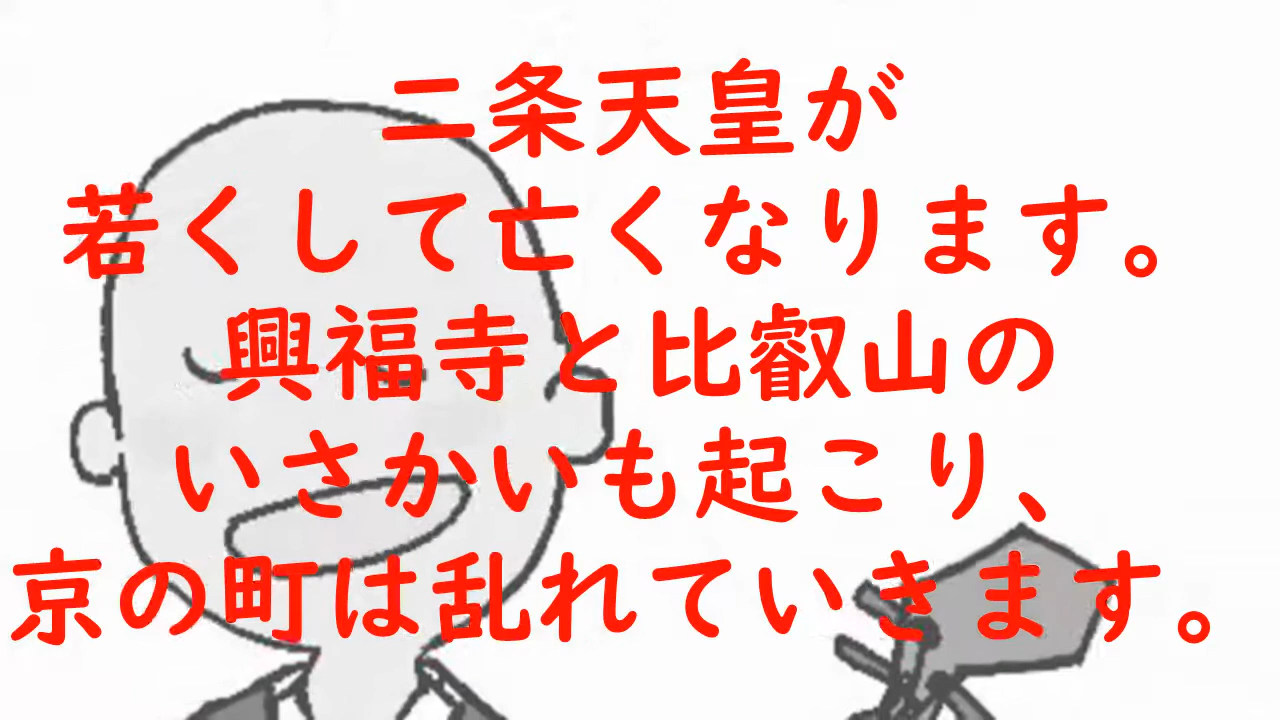 二条天皇が
若くして亡くなります。
興福寺と比叡山の
いさかいも起こり、
京の町は乱れていきます。